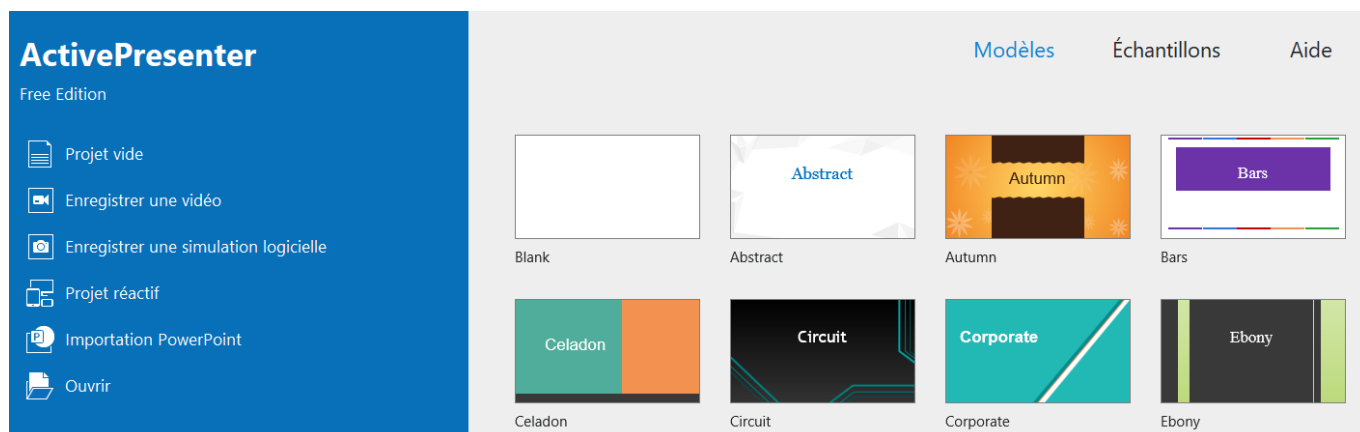 ActivePresenter
Free Edition
Projet vide
Enregistrer une vidéo
Enregistrer une simulation logicielle
Projet réactif
Importation PowerPoint
Ouvrir
Modèles Échantillons Aide
Abstract Autumn Bars
Blank Abstract Autumn Bars
Celadon Circuit Corporate Ebony
Celadon Circuit Corporate Ebony